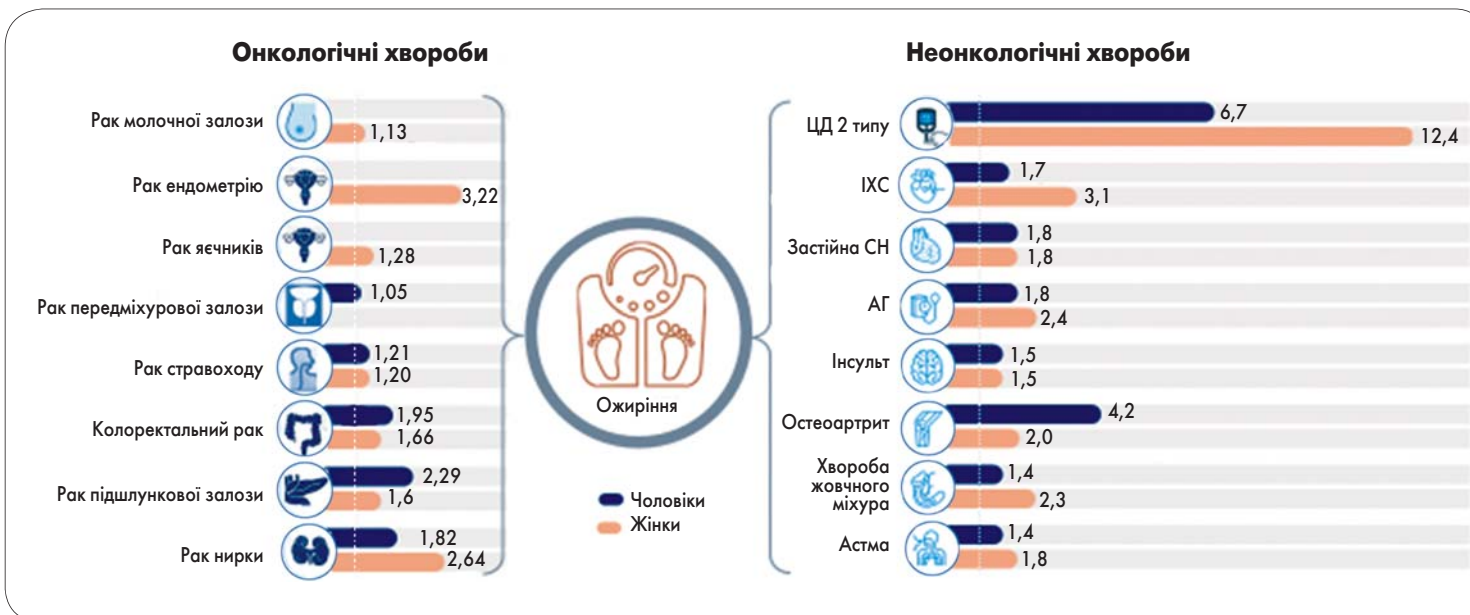 Онкологічні хвороби
Рак молочної залози
1,13
Рак ендометрію
3,22
Рак яєчників
1,28
Рак передміхурової залози
1,05
Рак стравоходу
1,21
1,20
Колоректальний рак
1,95
1,66
Рак підшлункової залози
2,29
1,6
Рак нирки
1,82
2,64
Ожиріння
Чоловіки
Жінки
Неонкологічні хвороби
ЦД 2 типу
6,7
12,4
ІХС
1,7
3,1
Застійна СН
1,8
1,8
АГ
1,8
2,4
Інсульт
1,5
1,5
Остеоартрит
4,2
2,0
Хвороба
жовчного
міхура
1,4
2,3
Астма
1,4
1,8